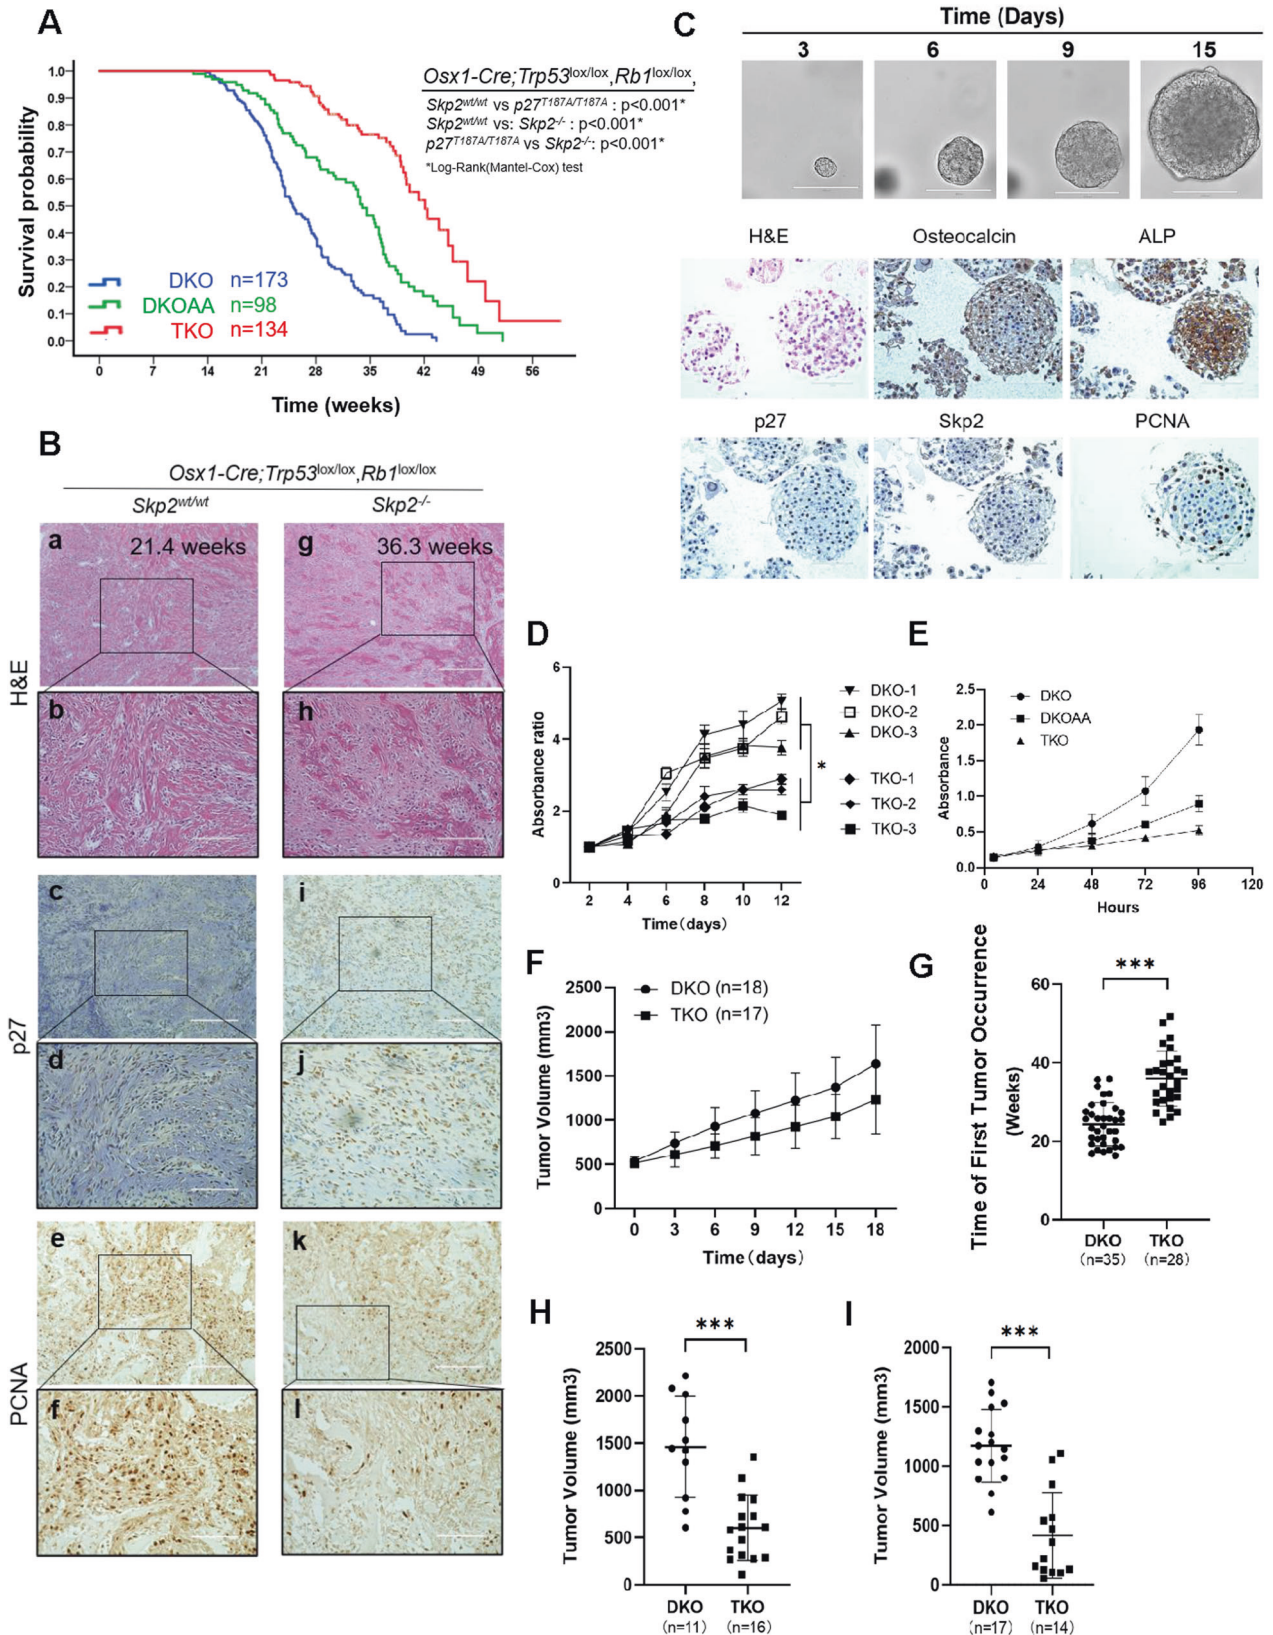 A
Osx1-Cre;Trp53lox/lox,Rb1lox/lox,
Skp2wt/wt vs p27T187A/T187A : p<0.001*
Skp2wt/wt vs: Skp2-/- : p<0.001*
p27T187A/T187A vs Skp2-/-: p<0.001*
*Log-Rank(Mantel-Cox) test
Survival probability
1.0
0.9
0.8
0.7
0.6
0.5
0.4
0.3
0.2
0.1
0.0
DKO n=173
DKOAA n=98
TKO n=134
0 7 14 21 28 35 42 49 56
Time (weeks)
B
Osx1-Cre;Trp53lox/lox,Rb1lox/lox
Skp2wt/wt Skp2-/-
H&E
a 21.4 weeks
g 36.3 weeks
b
h
p27
c
i
d
j
PCNA
e
k
f
l
C
Time (Days)
3 6 9 15
H&E Osteocalcin ALP
p27 Skp2 PCNA
D
Absorbance ratio
6
4
2
0
2 4 6 8 10 12
Time(days)
DKO-1
DKO-2
DKO-3
TKO-1
TKO-2
TKO-3
*
E
Absorbance
2.5
2.0
1.5
1.0
0.5
0.0
DKO
DKOAA
TKO
0 24 48 72 96 120
Hours
F
Tumor Volume (mm3)
2500
2000
1500
1000
500
0
DKO (n=18)
TKO (n=17)
0 3 6 9 12 15 18
Time(days)
G
Time of First Tumor Occurrence
(Weeks)
60
40
20
0
***
DKO TKO
(n=35) (n=28)
H
Tumor Volume (mm3)
2500
2000
1500
1000
500
0
***
DKO TKO
(n=11) (n=16)
I
Tumor Volume (mm3)
2000
1500
1000
500
0
***
DKO TKO
(n=17) (n=14)